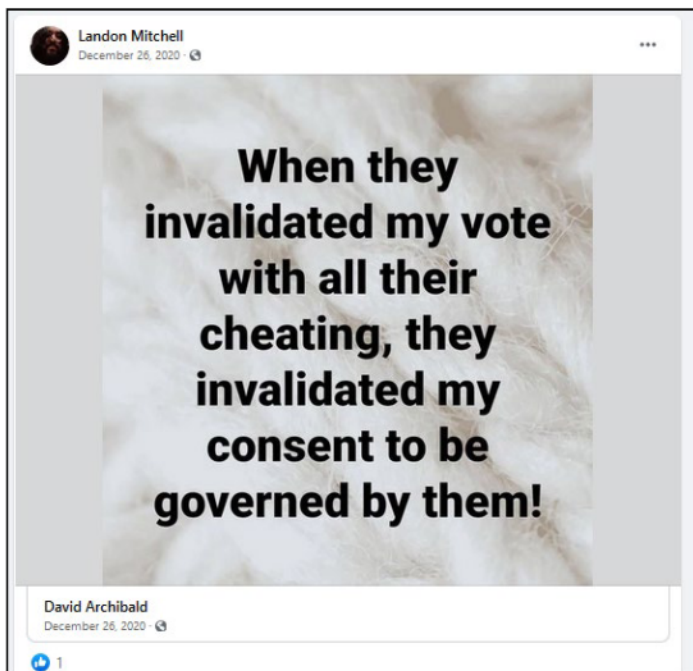 Landon Mitchell
December 26, 2020 ·
When they
invalidated my vote
with all their
cheating, they
invalidated my
consent to be
governed by them!
David Archibald
December 26, 2020 ·
1